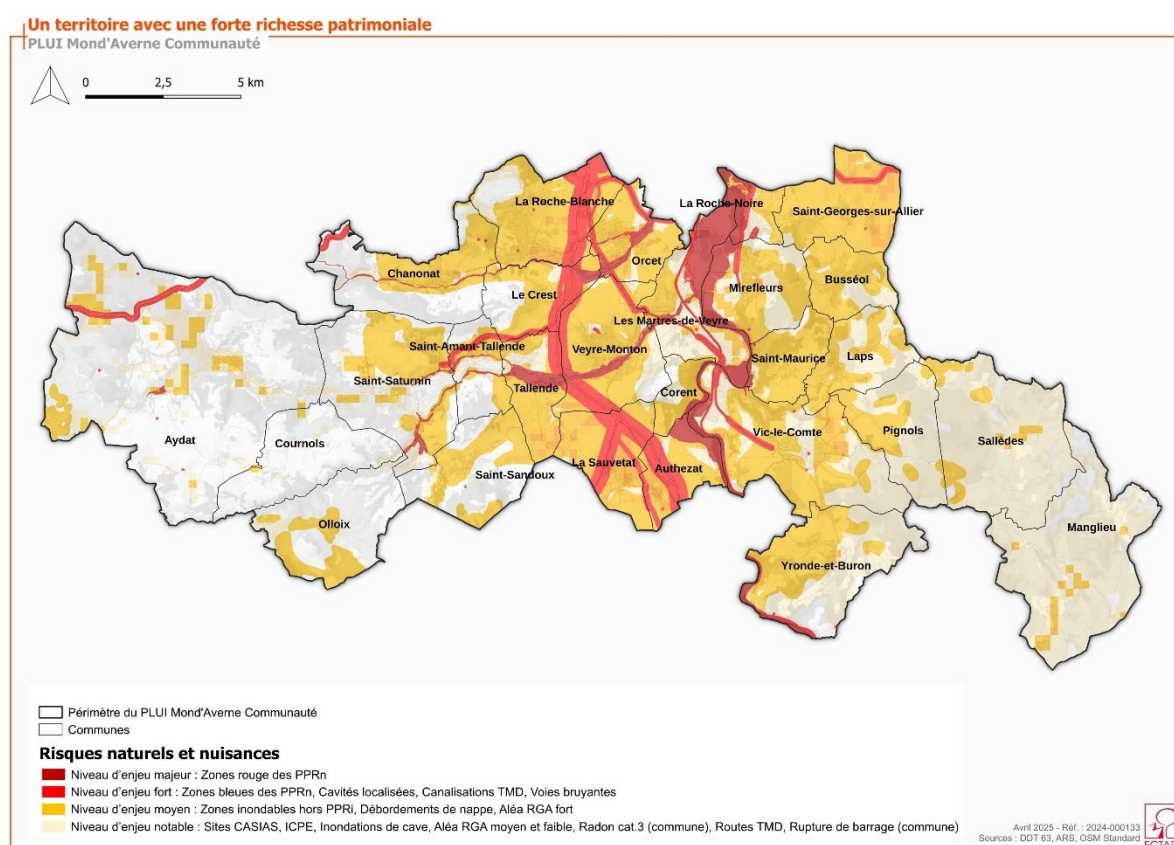 Un territoire avec une forte richesse patrimoniale
PLUI Mond'Averne Communauté
0 2,5 5 km
La Roche-Blanche
La Roche-Noire
Saint-Georges-sur-Allier
Orcet
Chanonat
Busséol
Mirefleurs
Le Crest
Les Martres-de-Veyre
Saint-Amant-Tallende
Veyre-Monton
Saint-Maurice
Laps
Saint-Saturnin
Tallende
Corent
Aydat
Cournols
Vic-le-Comte
Pignols
Sallèdes
La Sauvetat
Authezat
Saint-Sandoux
Olloix
Manglieu
Yronde-et-Buron
Périmètre du PLUI Mond'Averne Communauté
Communes
Risques naturels et nuisances
Niveau d'enjeu majeur : Zones rouge des PPRn
Niveau d'enjeu fort : Zones bleues des PPRn, Cavités localisées, Canalisations TMD, Voies bruyantes
Niveau d'enjeu moyen : Zones inondables hors PPRi, Débordements de nappe, Aléa RGA fort
Niveau d'enjeu notable : Sites CASIAS, ICPE, Inondations de cave, Aléa RGA moyen et faible, Radon cat.3 (commune), Routes TMD, Rupture de barrage (commune)
Avril 2025 - Réf. : 2024-000133
Sources : DDT 63, ARS, OSM Standard